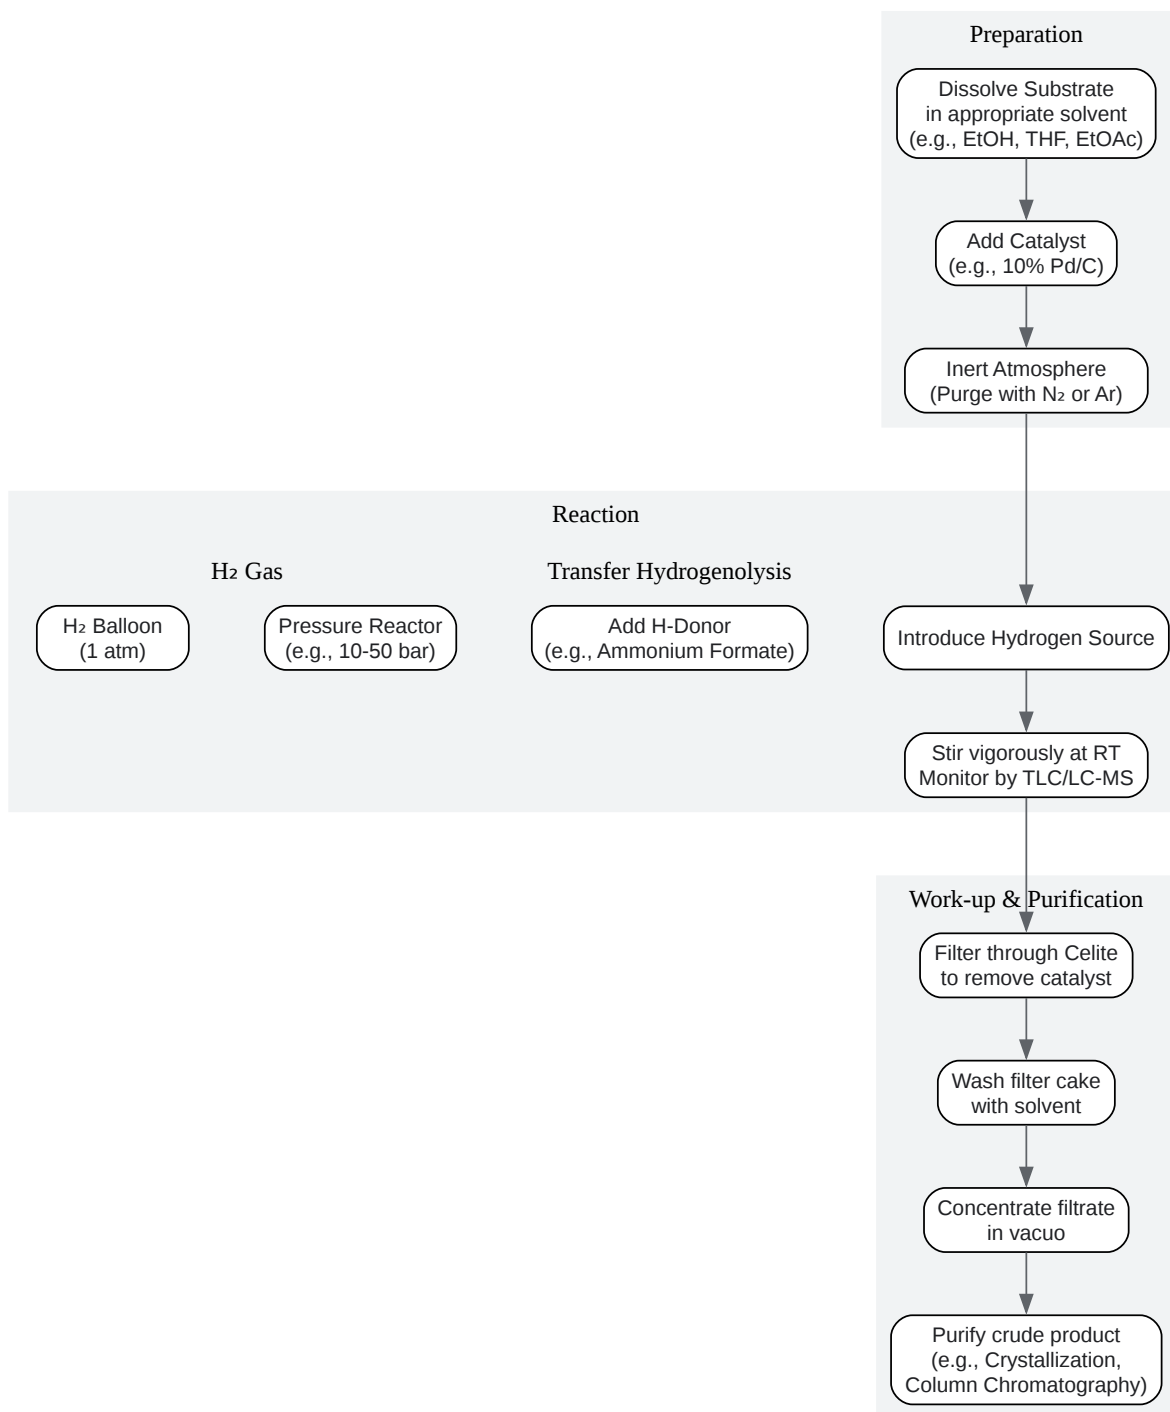 Preparation
Dissolve Substrate
in appropriate solvent
(e.g., EtOH, THF, EtOAc)
Add Catalyst
(e.g., 10% Pd/C)
Inert Atmosphere
(Purge with N₂ or Ar)
Reaction
H₂ Gas
H₂ Balloon
(1 atm)
Pressure Reactor
(e.g., 10-50 bar)
Transfer Hydrogenolysis
Add H-Donor
(e.g., Ammonium Formate)
Introduce Hydrogen Source
Stir vigorously at RT
Monitor by TLC/LC-MS
Work-up & Purification
Filter through Celite
to remove catalyst
Wash filter cake
with solvent
Concentrate filtrate
in vacuo
Purify crude product
(e.g., Crystallization,
Column Chromatography)